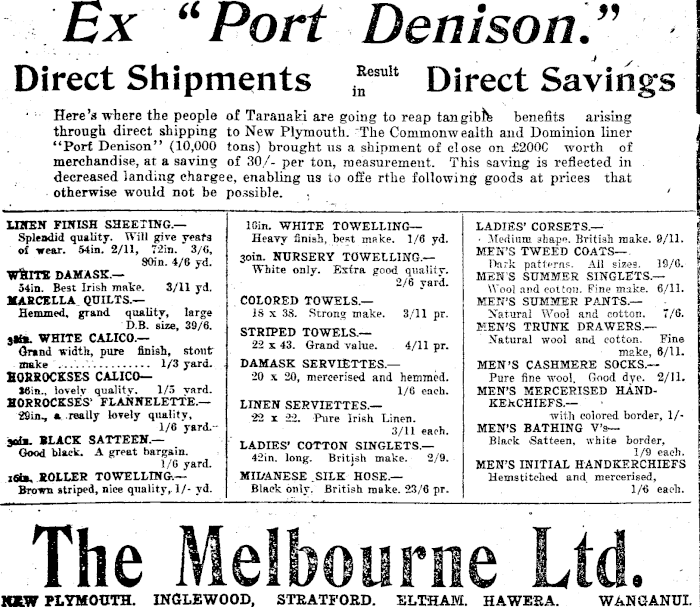 Ex "Port Denison."
Direct Shipments Result in Direct Savings
Here's where the people of Taranaki are going to reap tangible benefits arising
through direct shipping to New Plymouth. The Commonwealth and Dominion liner
"Port Denison" (10,000 tons) brought us a shipment of close on £2000 worth of
merchandise, at a saving of 30/- per ton, measurement. This saving is reflected in
decreased landing chargee, enabling us to offe rthe following goods at prices that
otherwise would not be possible.
LINEN FINISH SHEETING.—
Splendid quality. Will give years
of wear. 54in. 2/11, 72in. 3/6,
80in. 4/6 yd.
WHITE DAMASK.—
54in. Best Irish make. 3/11 yd.
MARCELLA QUILTS.—
Hemmed, grand quality, large
D.B. size, 39/6.
38in. WHITE CALICO.—
Grand width, pure finish, stout
make ............... 1/3 yard.
HORROCKSES CALICO—
36in., lovely quality. 1/5 yard.
HORROCKSES' FLANNELETTE.—
29in., a really lovely quality,
1/6 yard.
30in. BLACK SATTEEN.—
Good black. A great bargain.
1/6 yard.
16in. ROLLER TOWELLING.—
Brown striped, nice quality, 1/- yd.
16in. WHITE TOWELLING—
Heavy finish, best make. 1/6 yd.
30in. NURSERY TOWELLING.—
White only. Extra good quality.
2/6 yard.
COLORED TOWELS.—
18 x 38. Strong make. 3/11 pr.
STRIPED TOWELS.—
22 x 43. Grand value. 4/11 pr.
DAMASK SERVIETTES.—
20 x 20, mercerised and hemmed.
1/6 each.
LINEN SERVIETTES.—
22 x 22. Pure Irish Linen.
3/11 each.
LADIES' COTTON SINGLETS.—
42in. long. British make. 2/9.
MILANESE SILK HOSE.—
Black only. British make. 23/6 pr.
LADIES' CORSETS.—
Medium shape. British make. 9/11.
MEN'S TWEED COATS—
Dark patterns. All sizes. 19/6.
MEN'S SUMMER SINGLETS.—
Wool and cotton. Fine make. 6/11.
MEN'S SUMMER PANTS.—
Natural Wool and cotton. 7/6.
MEN'S TRUNK DRAWERS.—
Natural wool and cotton. Fine
make, 6/11.
MEN'S CASHMERE SOCKS.—
Pure fine wool, Good dye. 2/11.
MEN'S MERCERISED HAND-
KERCHIEFS.—
with colored border, 1/-
MEN'S BATHING V's—
Black Satteen, white border,
1/9 each.
MEN'S INITIAL HANDKERCHIEFS
Hemstitched and mercerised,
1/6 each.
The Melbourne Ltd.
NEW PLYMOUTH. INGLEWOOD, STRATFORD. ELTHAM. HAWERA. WANGANUI.